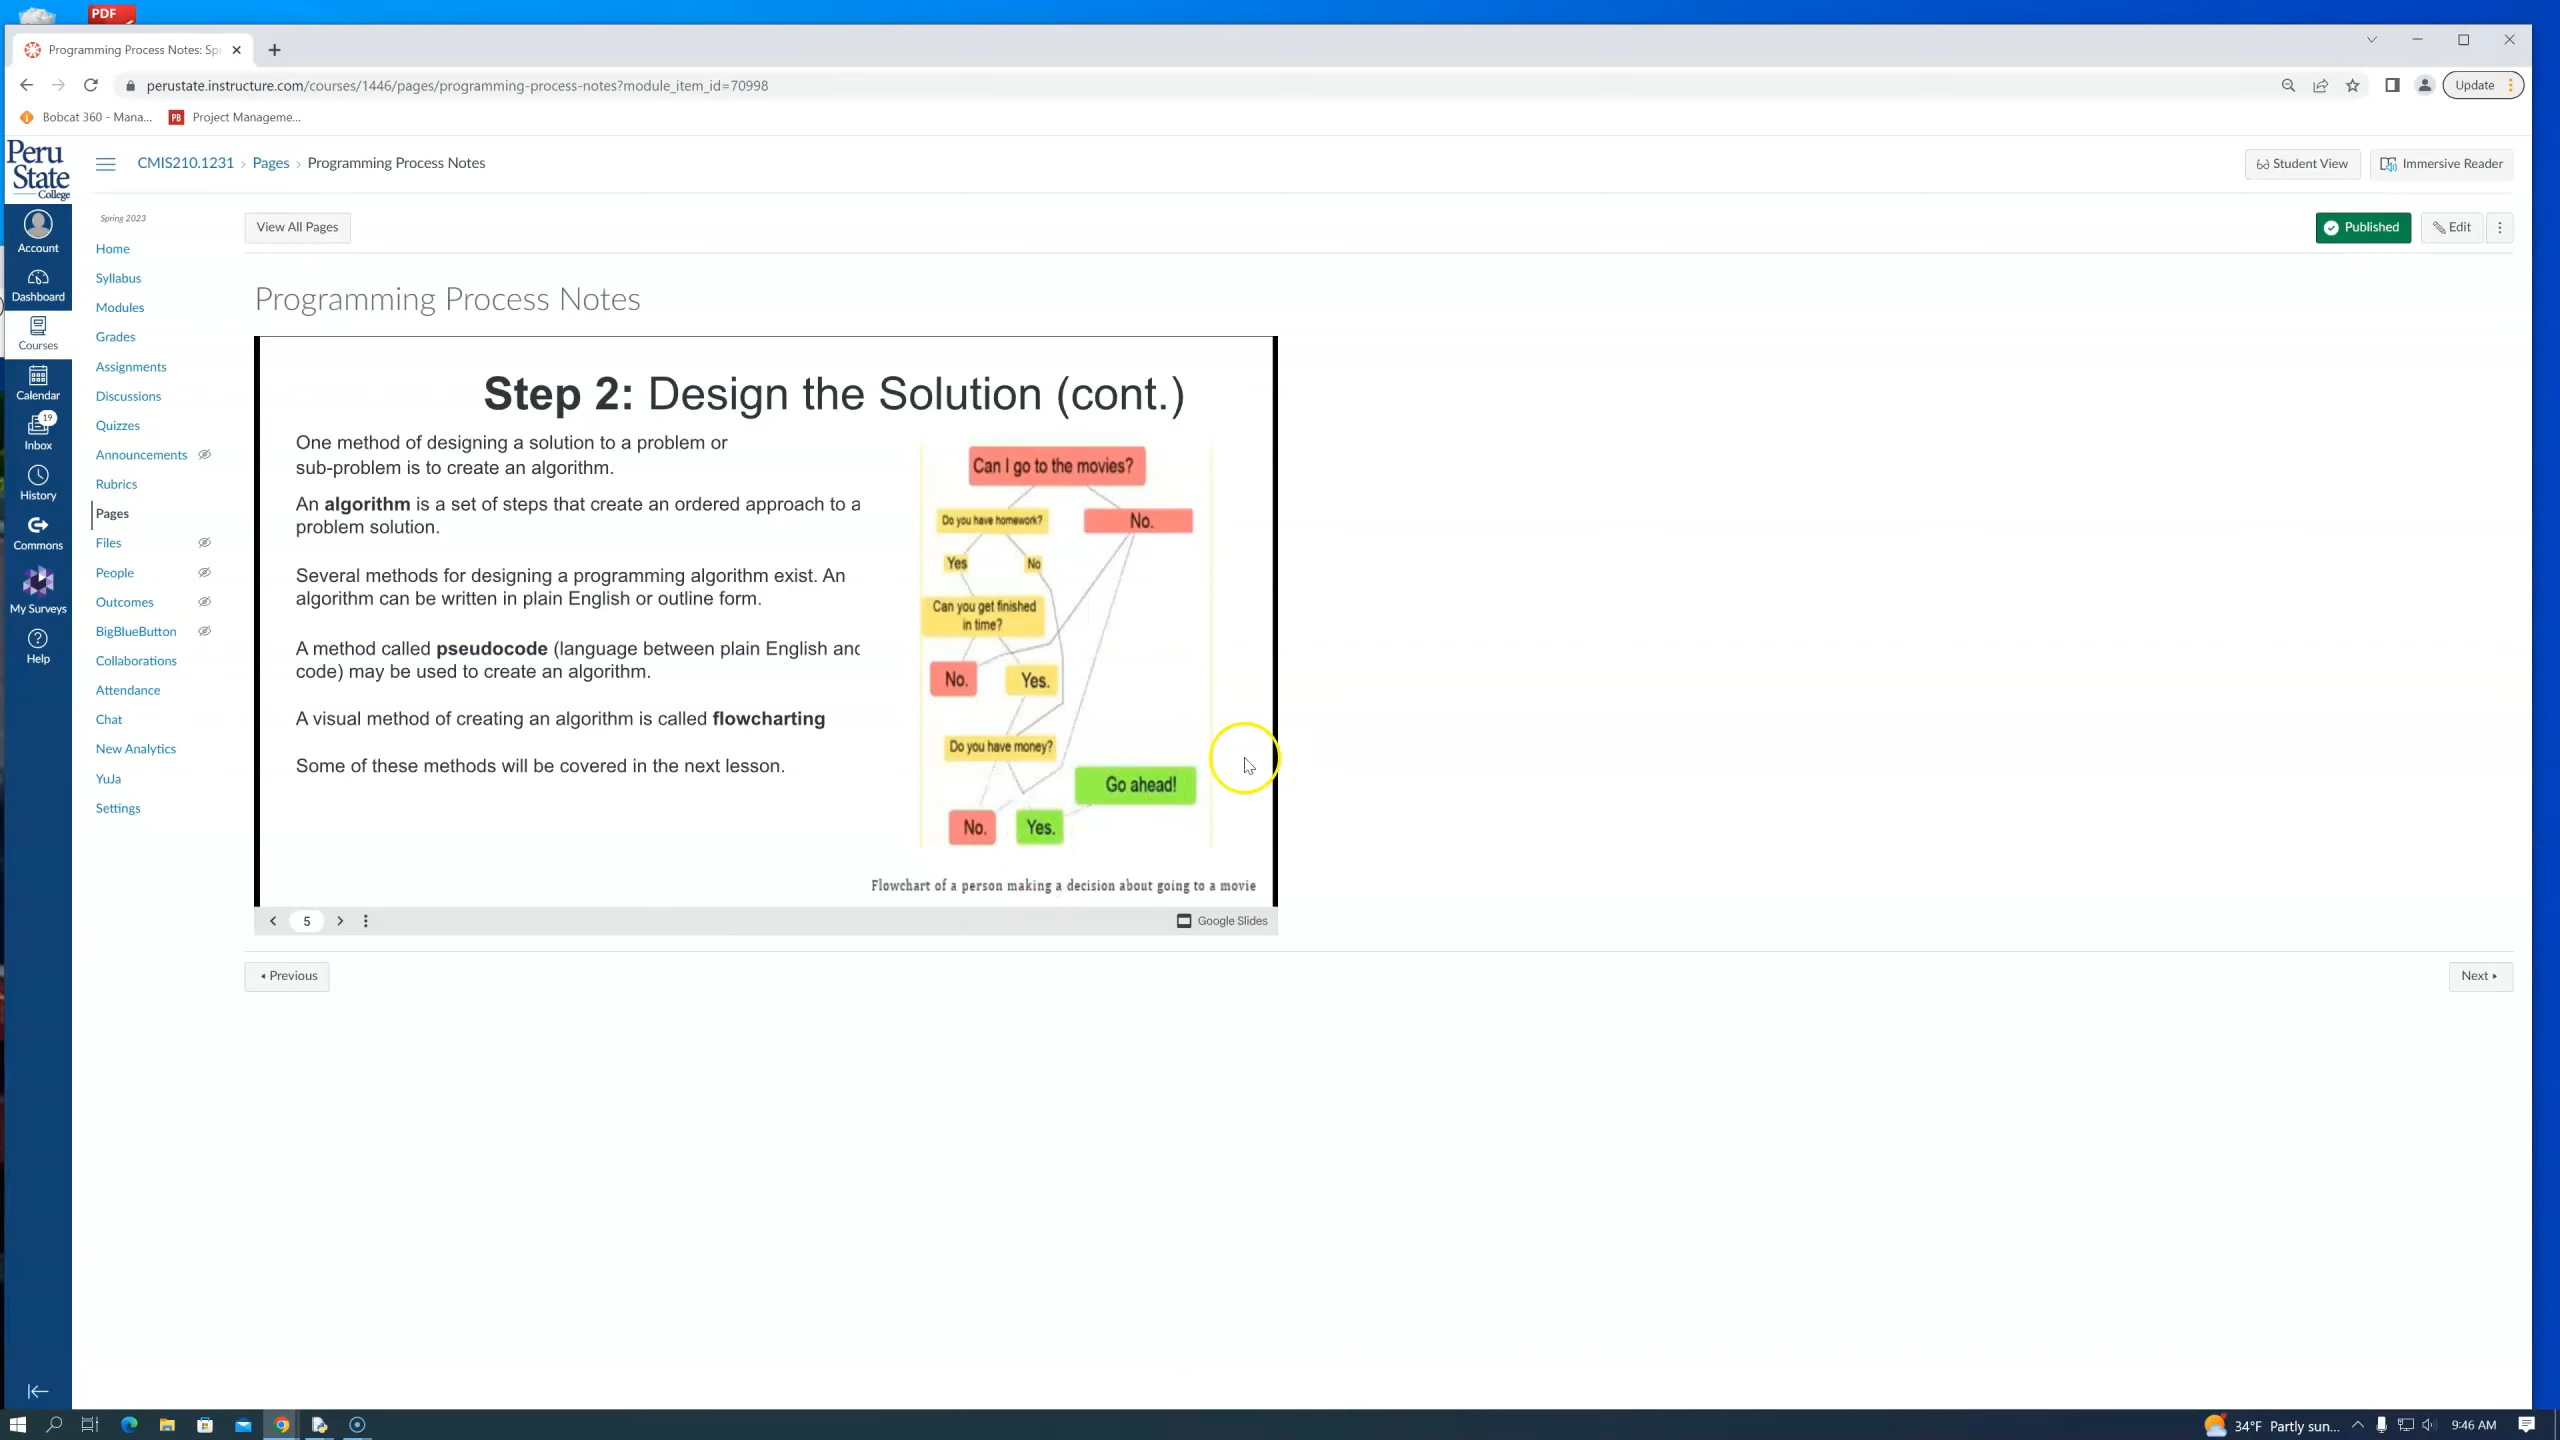 PDF
Programming Process Notes: Sp
perustate.instructure.com/courses/1446/pages/programming-process-notes?module_item_id=70998
Update
Bobcat 360 - Mana...
PB
Project Manageme...
Peru
State
College
CMIS210.1231 › Pages › Programming Process Notes
Student View
Immersive Reader
Account
Dashboard
Courses
Calendar
19
Inbox
History
Commons
My Surveys
Help
Spring 2023
Home
Syllabus
Modules
Grades
Assignments
Discussions
Quizzes
Announcements
Rubrics
Pages
Files
People
Outcomes
BigBlueButton
Collaborations
Attendance
Chat
New Analytics
YuJa
Settings
View All Pages
Published
Edit
Programming Process Notes
Step 2: Design the Solution (cont.)
One method of designing a solution to a problem or
sub-problem is to create an algorithm.
An algorithm is a set of steps that create an ordered approach to a
problem solution.
Several methods for designing a programming algorithm exist. An
algorithm can be written in plain English or outline form.
A method called pseudocode (language between plain English and
code) may be used to create an algorithm.
A visual method of creating an algorithm is called flowcharting
Some of these methods will be covered in the next lesson.
Can I go to the movies?
Do you have homework?
No.
Yes
No
Can you get finished
in time?
No.
Yes.
Do you have money?
Go ahead!
No.
Yes.
Flowchart of a person making a decision about going to a movie
5
Google Slides
Previous
Next
34°F Partly sun...
9:46 AM